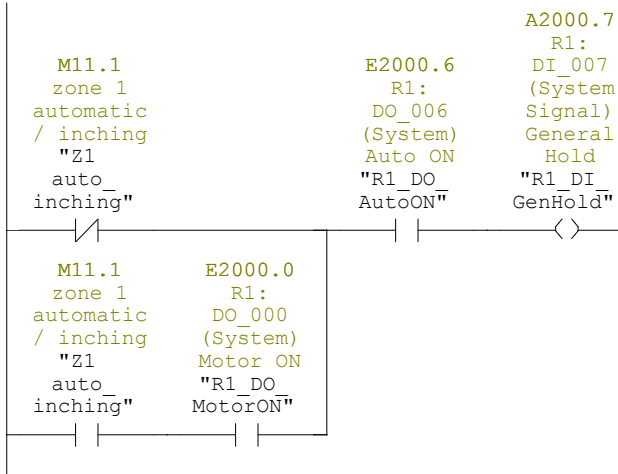 A2000.7
R1:
M11.1
zone 1
automatic
/ inching
"Z1
auto_
inching"
E2000.6
R1:
DO_006
(System)
Auto ON
"R1_DO_
AutoON"
DI_007
(System
Signal)
General
Hold
"R1_DI_
GenHold"
M11.1
zone 1
automatic
/ inching
"Z1
auto_
inching"
E2000.0
R1:
DO_000
(System)
Motor ON
"R1_DO_
MotorON"